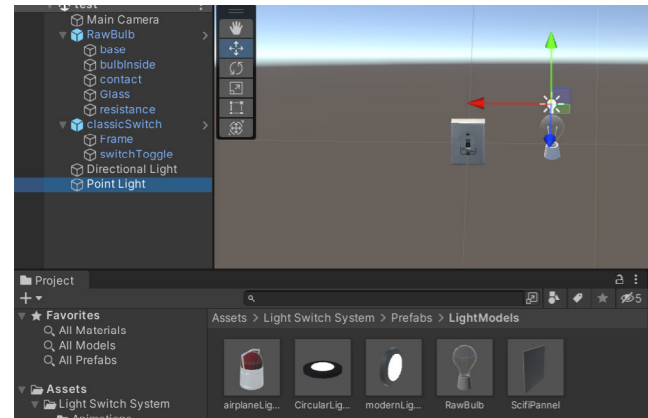 test
Main Camera
RawBulb
base
bulbInside
contact
Glass
resistance
classicSwitch
Frame
switchToggle
Directional Light
Point Light
Project
5
Favorites
All Materials
All Models
All Prefabs
Assets > Light Switch System > Prefabs > LightModels
Assets
Light Switch System
Animations
airplaneLig...
CircularLig...
modernLig...
RawBulb
ScifiPannel